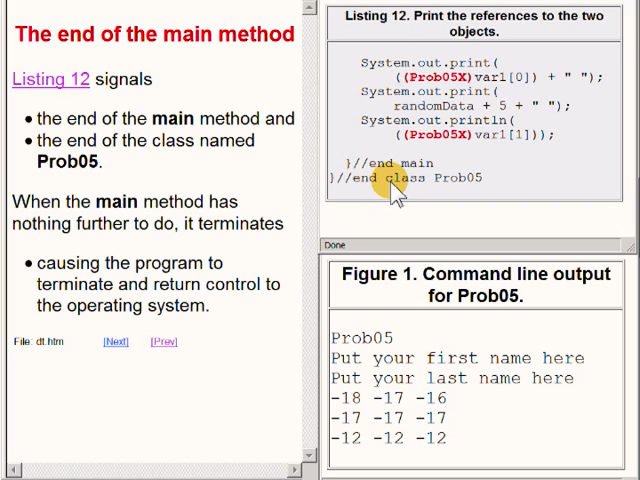 The end of the main method
Listing 12 signals
• the end of the main method and
• the end of the class named
Prob05.
When the main method has
nothing further to do, it terminates
• causing the program to
terminate and return control to
the operating system.
File: dt.htm [Next] [Prev]
Listing 12. Print the references to the two
objects.
System.out.print(
((Prob05X)var1[0]) + " ");
System.out.print(
randomData + 5 + " ");
System.out.println(
((Prob05X)var1[1]));
}//end main
}//end class Prob05
Done
Figure 1. Command line output
for Prob05.
Prob05
Put your first name here
Put your last name here
-18 -17 -16
-17 -17 -17
-12 -12 -12